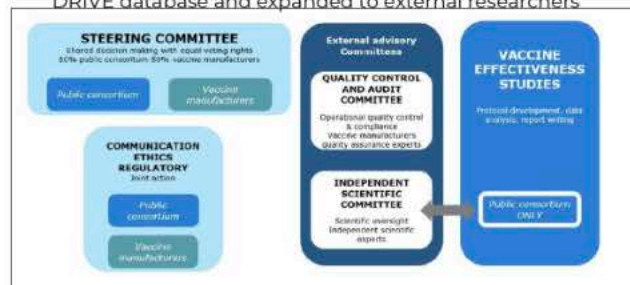 DRIVE database and expanded to external researchers
STEERING COMMITTEE
Shared decision making with equal voting rights
50% public consortium-50% vaccine manufacturers
Public consortium
Vaccine
manufacturers
COMMUNICATION
ETHICS
REGULATORY
Joint action
Public
consortium
Vaccine
manufacturers
External advisory
Committees
QUALITY CONTROL
AND AUDIT
COMMITTEE
Operational quality control
& compliance
Vaccine manufacturers
quality assurance experts
INDEPENDENT
SCIENTIFIC
COMMITTEE
Scientific oversight
Independent scientific
experts
VACCINE
EFFECTIVENESS
STUDIES
Protocol development, data
analysis, report writing
Public consortium
ONLY